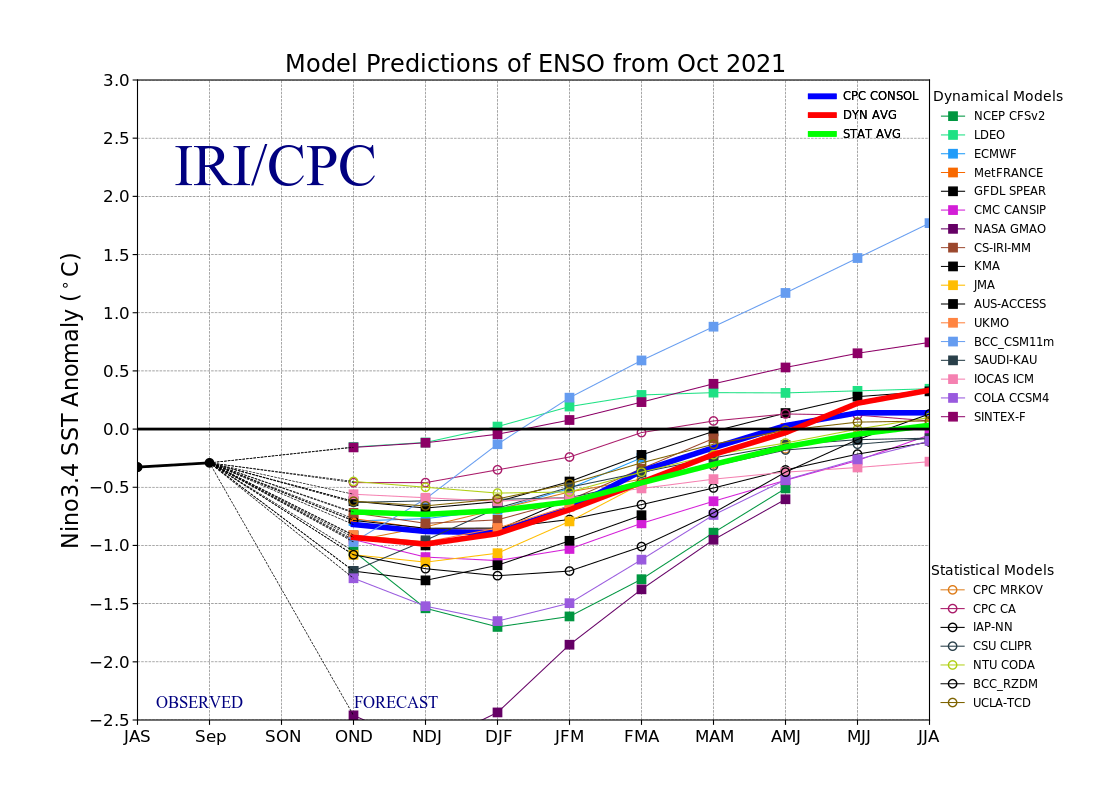 Model Predictions of ENSO from Oct 2021
Nino3.4 SST Anomaly (°C)
3.0
2.5
2.0
1.5
1.0
0.5
0.0
−0.5
−1.0
−1.5
−2.0
−2.5
IRI/CPC
CPC CONSOL
DYN AVG
STAT AVG
OBSERVED
FORECAST
JAS Sep SON OND NDJ DJF JFM FMA MAM AMJ MJJ JJA
Dynamical Models
NCEP CFSv2
LDEO
ECMWF
MetFRANCE
GFDL SPEAR
CMC CANSIP
NASA GMAO
CS-IRI-MM
KMA
JMA
AUS-ACCESS
UKMO
BCC_CSM11m
SAUDI-KAU
IOCAS ICM
COLA CCSM4
SINTEX-F
Statistical Models
CPC MRKOV
CPC CA
IAP-NN
CSU CLIPR
NTU CODA
BCC_RZDM
UCLA-TCD